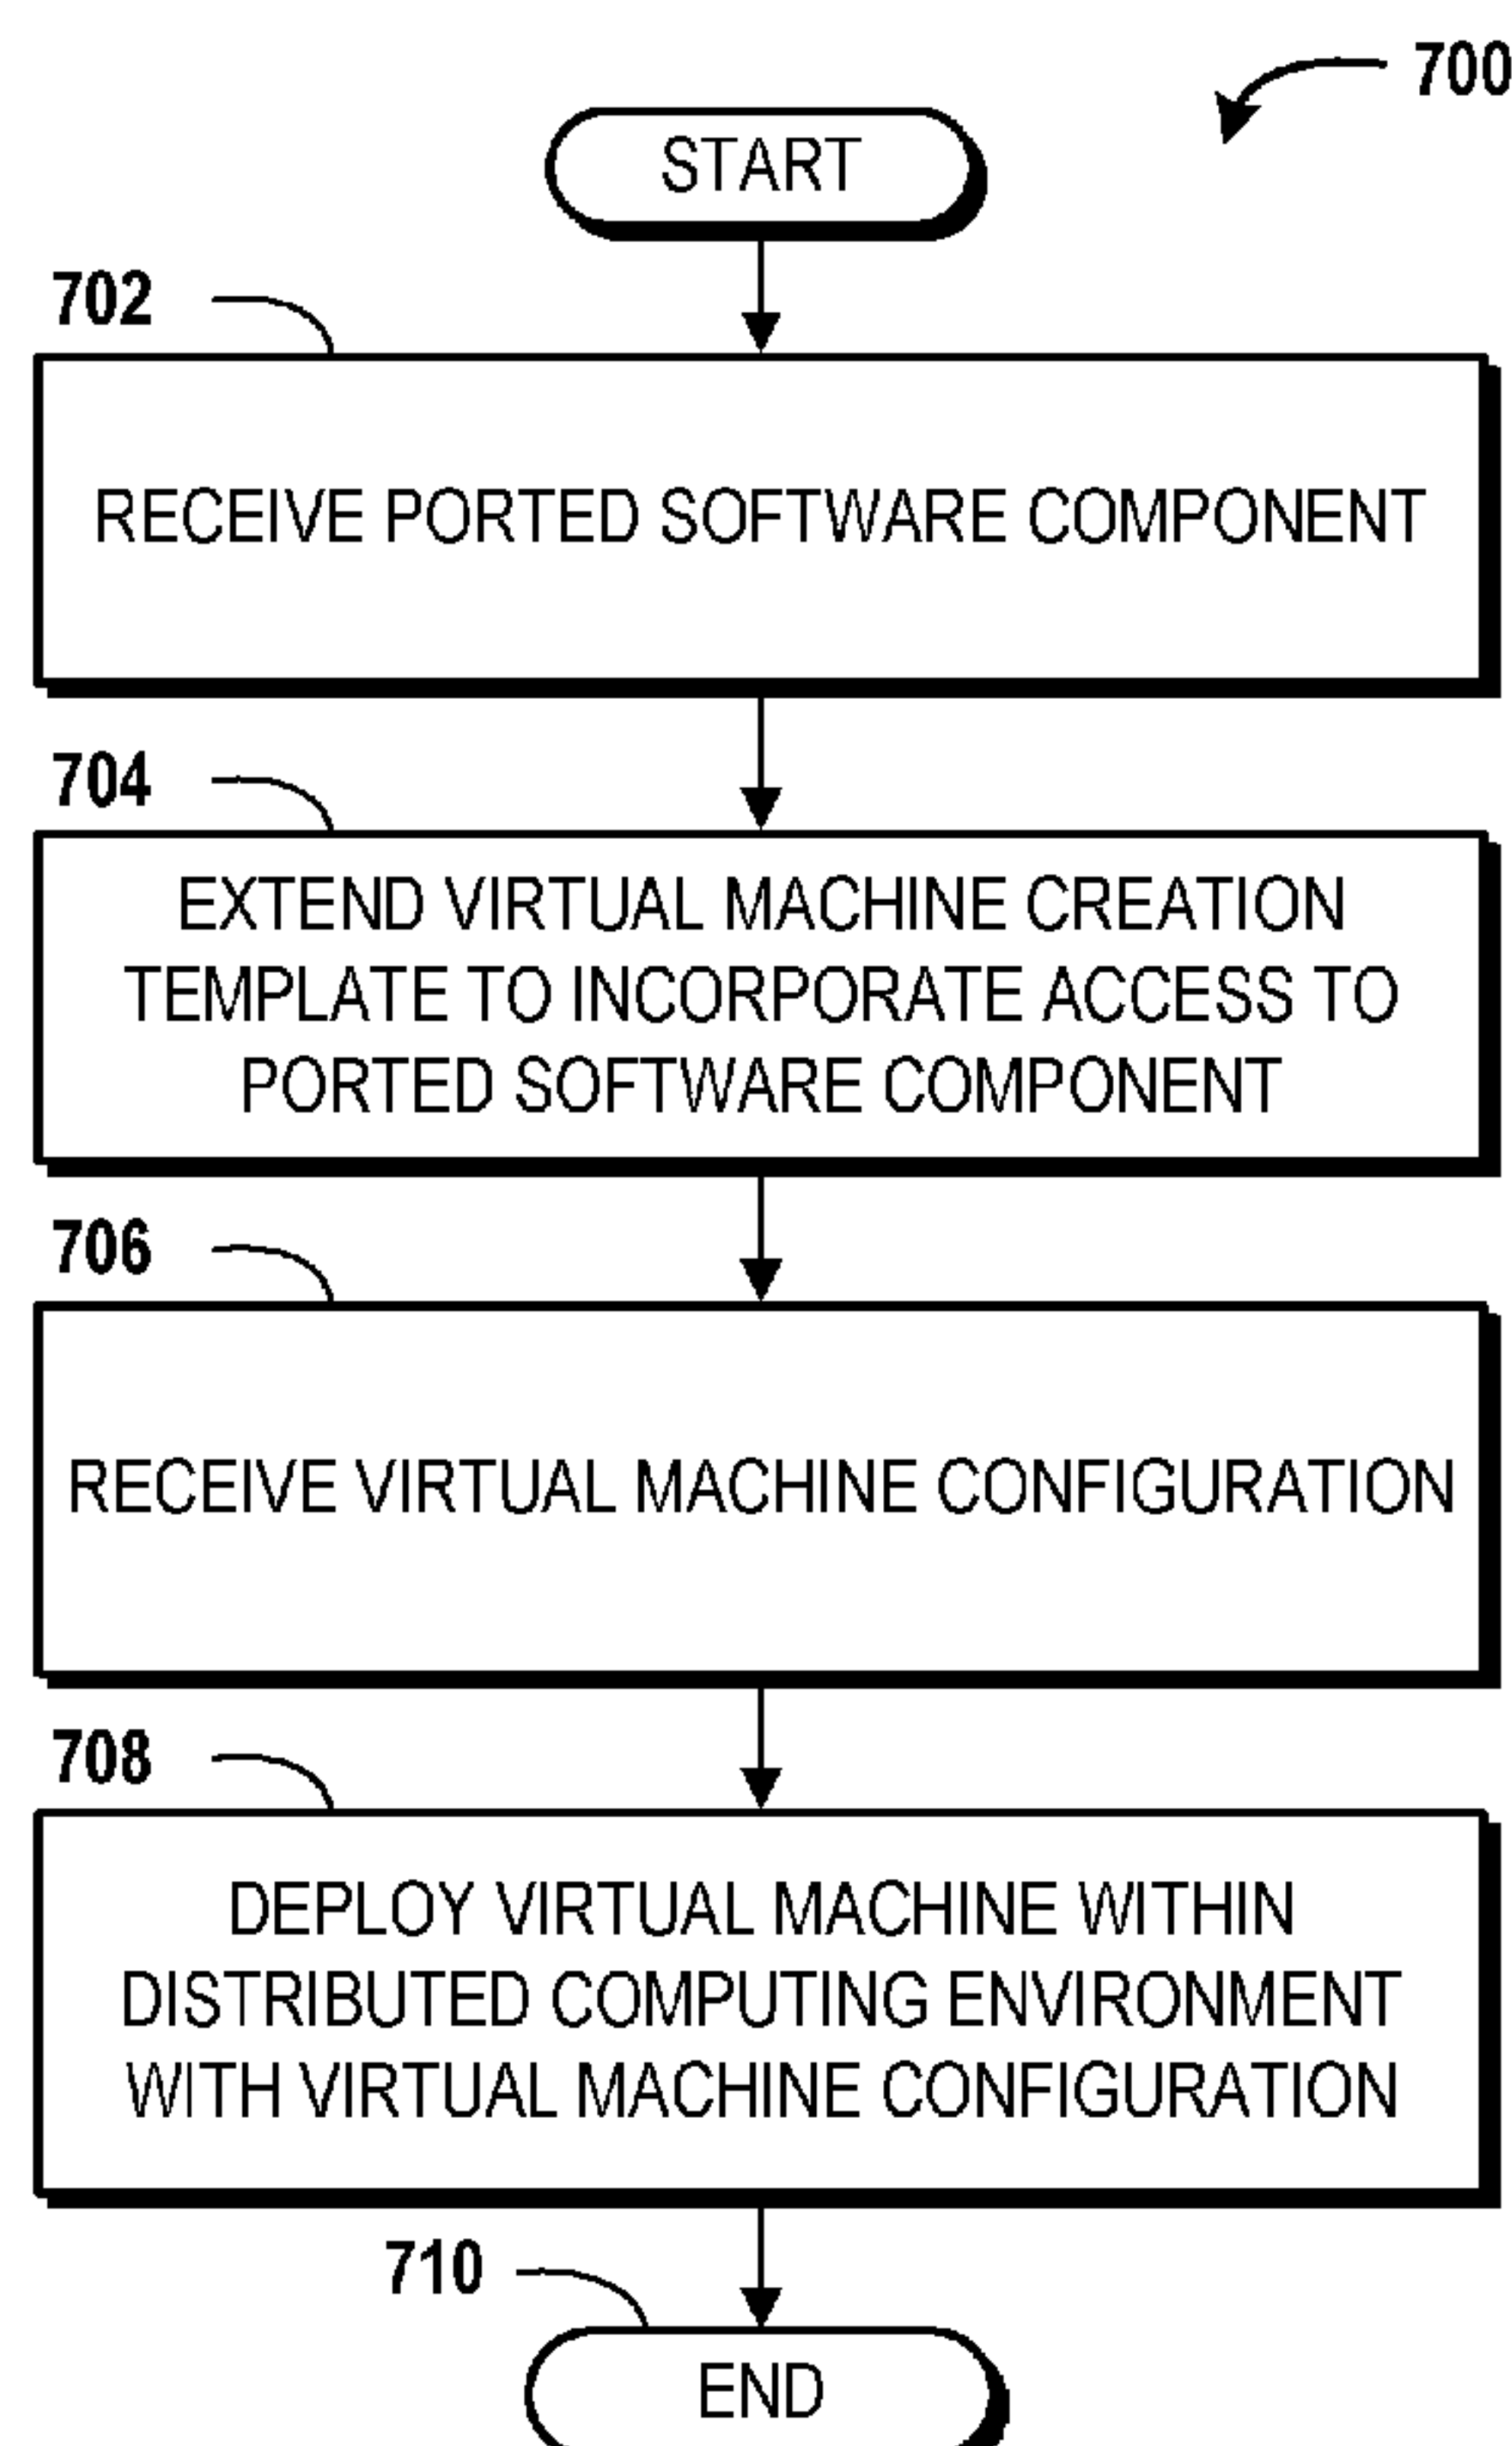 700
START
702
RECEIVE PORTED SOFTWARE COMPONENT
704
EXTEND VIRTUAL MACHINE CREATION
TEMPLATE TO INCORPORATE ACCESS TO
PORTED SOFTWARE COMPONENT
706
RECEIVE VIRTUAL MACHINE CONFIGURATION
708
DEPLOY VIRTUAL MACHINE WITHIN
DISTRIBUTED COMPUTING ENVIRONMENT
WITH VIRTUAL MACHINE CONFIGURATION
710
END